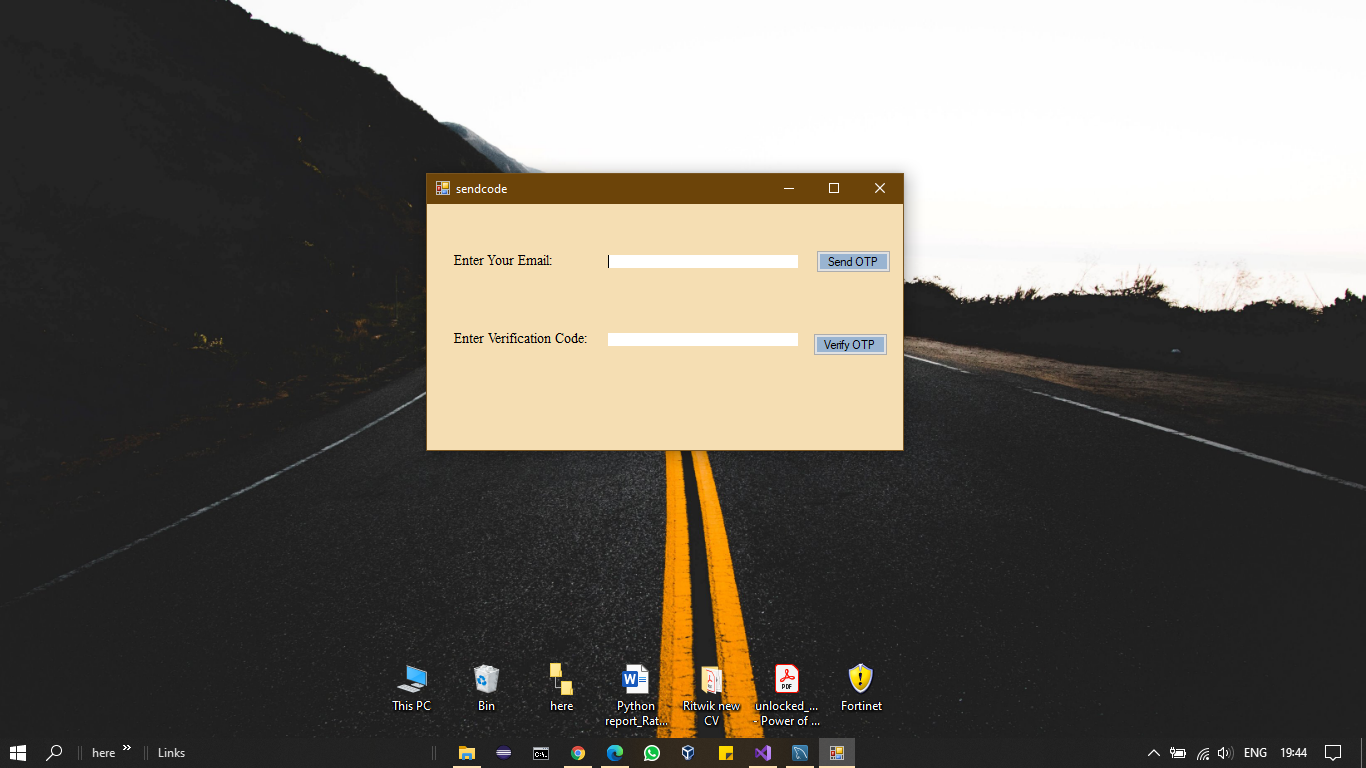 sendcode
Enter Your Email:
Send OTP
Enter Verification Code:
Verify OTP
This PC
Bin
here
Python
report_Rat...
Ritwik new
CV
unlocked_...
- Power of ...
Fortinet
here
Links
ENG
19:44